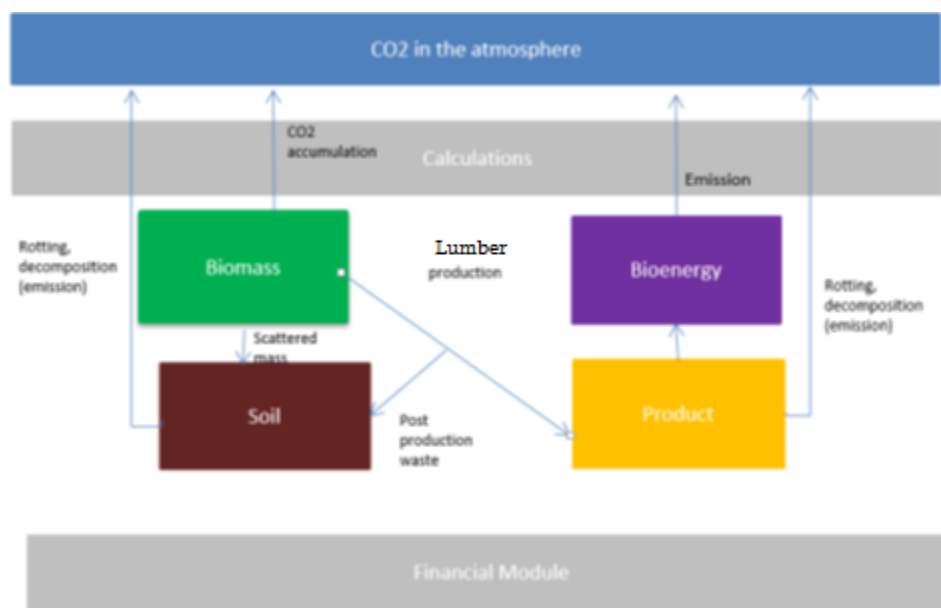 CO2 in the atmosphere
CO2
accumulation
Calculations
Emission
Rotting,
decomposition
(emission)
Biomass
Lumber
production
Bioenergy
Rotting,
decomposition
(emission)
Scattered
mass
Soil
Post
production
waste
Product
Financial Module